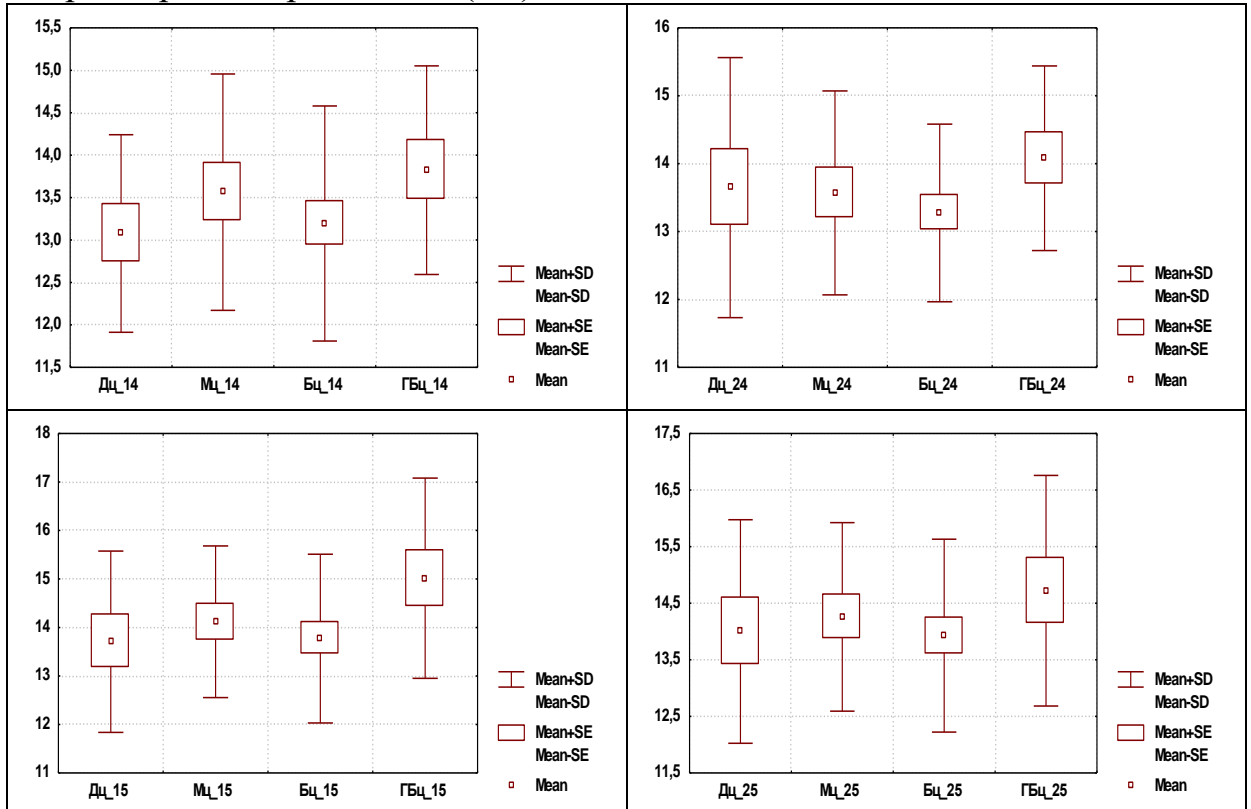 15,5
15,0
14,5
14,0
13,5
13,0
12,5
12,0
11,5
Дц_14 Мц_14 Бц_14 ГБц_14
Mean+SD
Mean-SD
Mean+SE
Mean-SE
Mean
16
15
14
13
12
11
Дц_24 Мц_24 Бц_24 ГБц_24
Mean+SD
Mean-SD
Mean+SE
Mean-SE
Mean
18
17
16
15
14
13
12
11
Дц_15 Мц_15 Бц_15 ГБц_15
Mean+SD
Mean-SD
Mean+SE
Mean-SE
Mean
17,5
16,5
15,5
14,5
13,5
12,5
11,5
Дц_25 Мц_25 Бц_25 ГБц_25
Mean+SD
Mean-SD
Mean+SE
Mean-SE
Mean